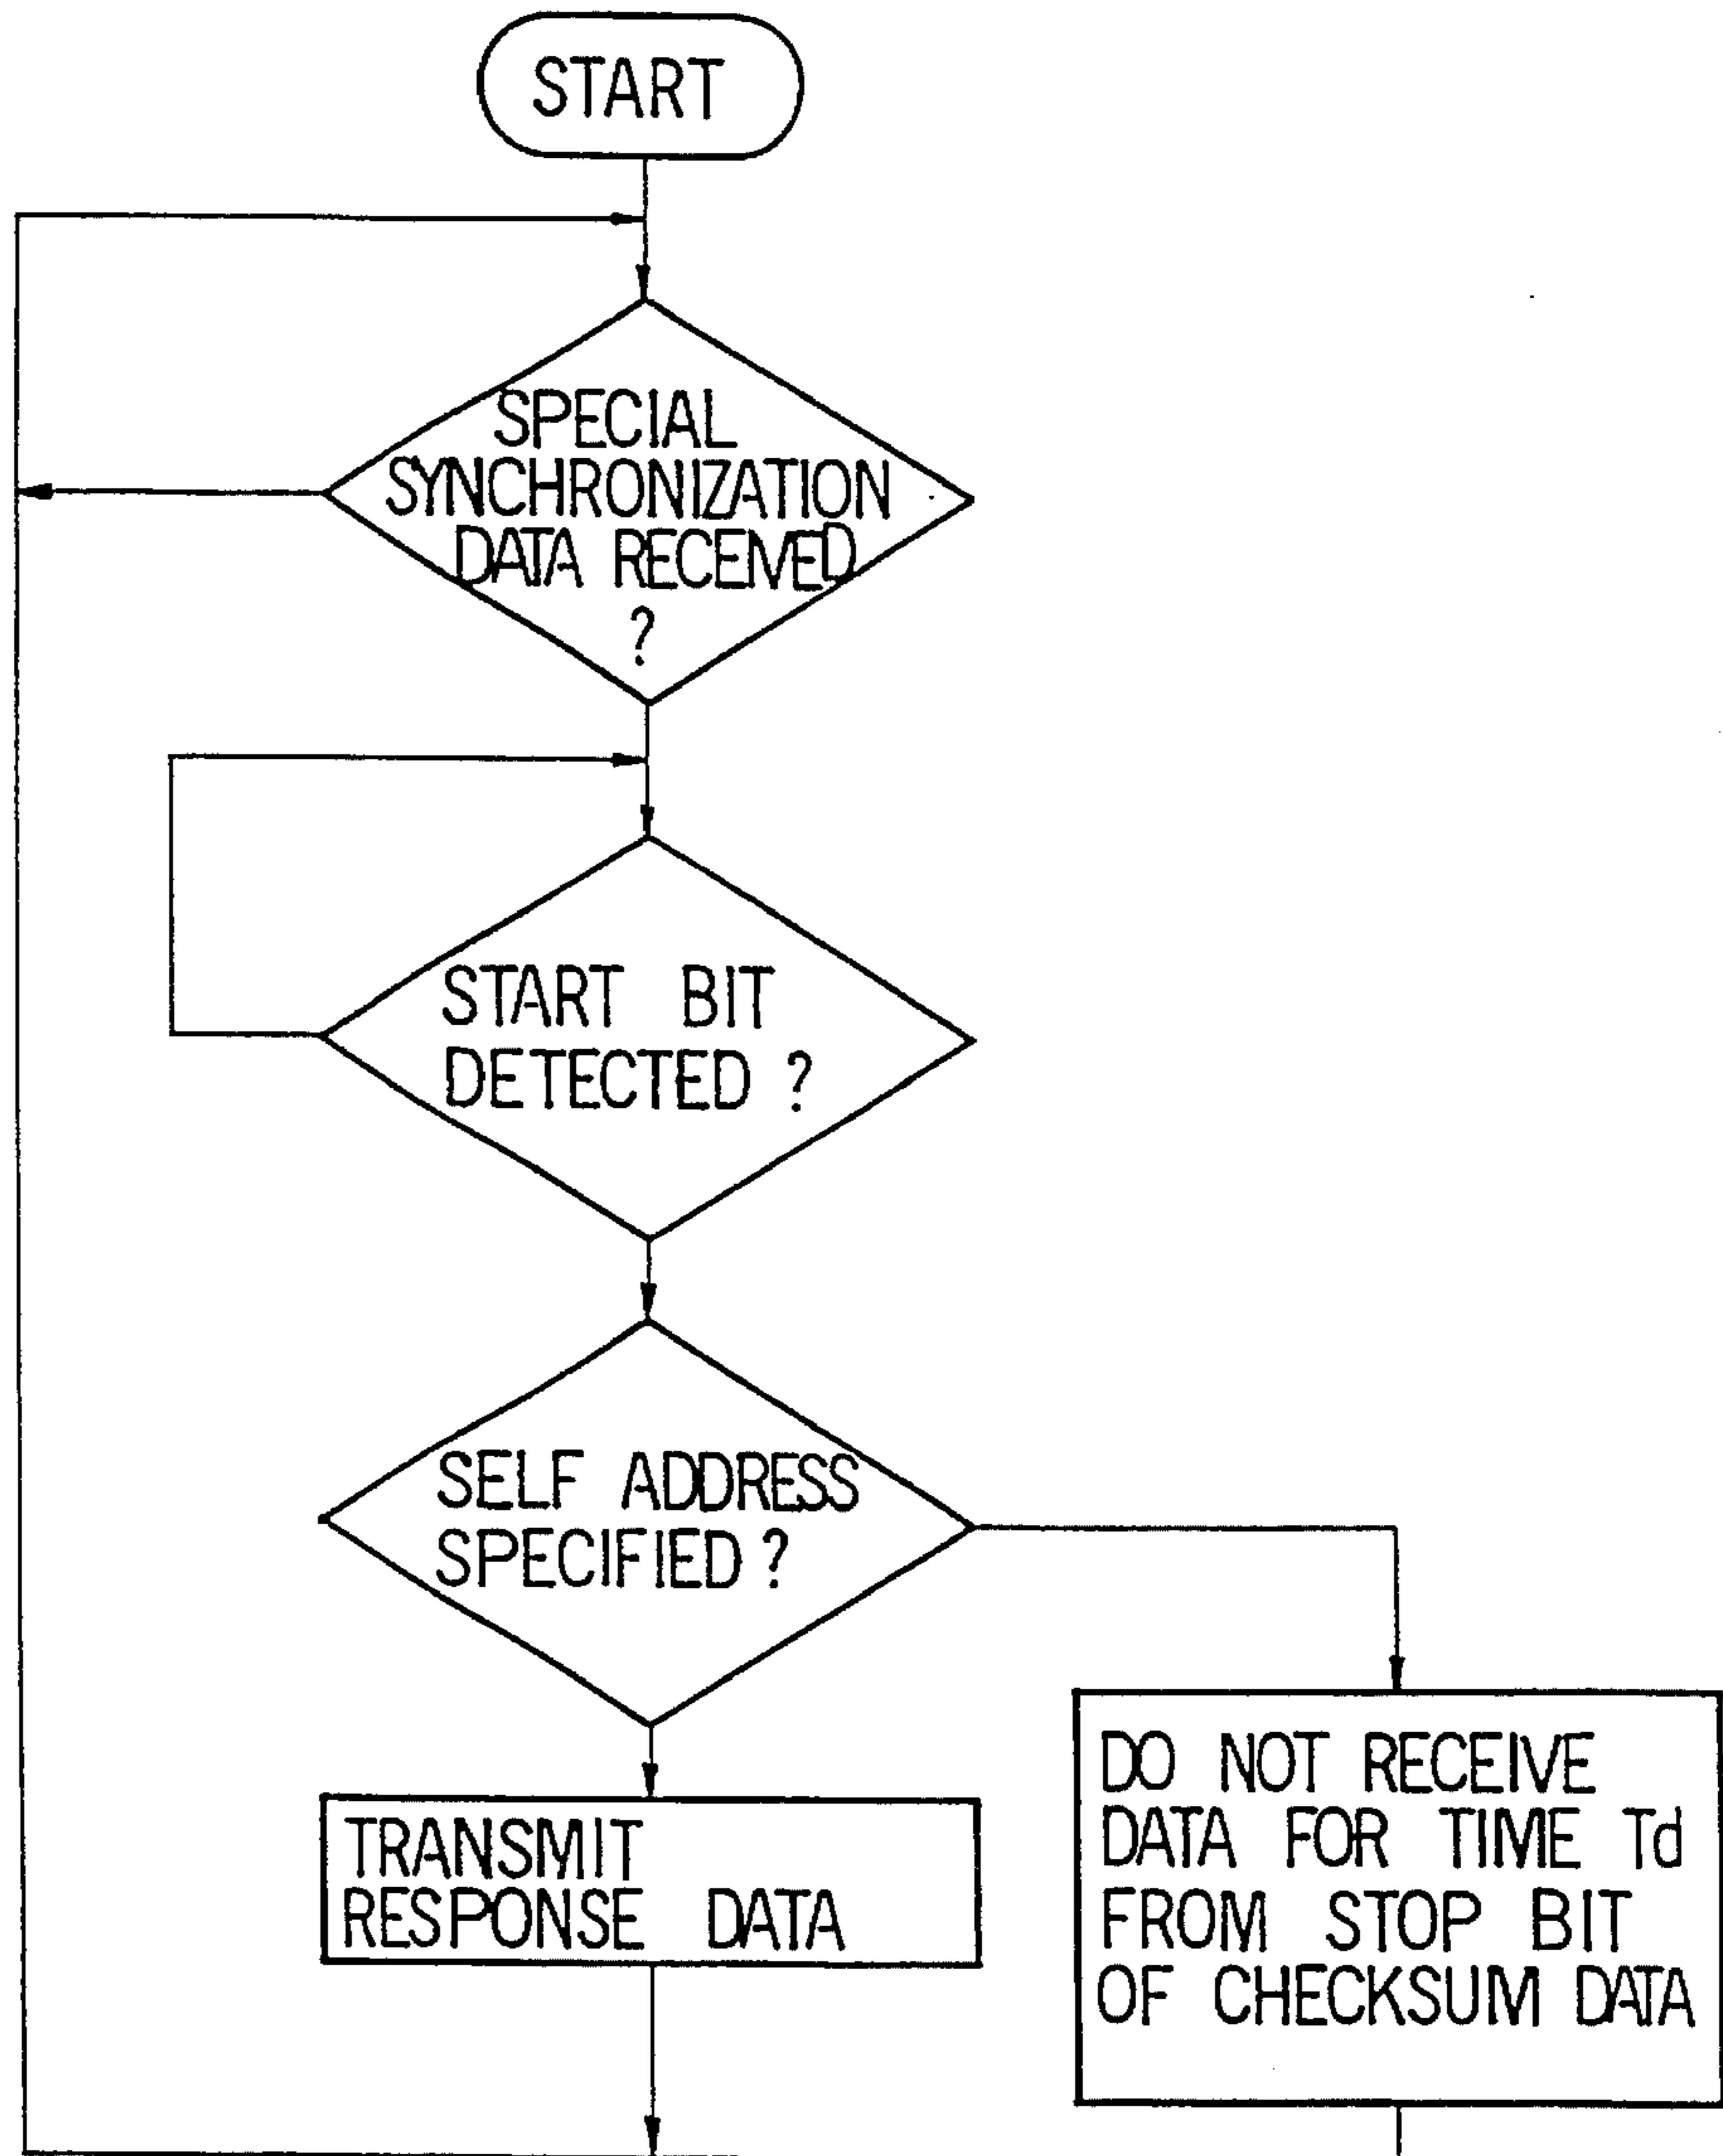 START
SPECIAL
SYNCHRONIZATION
DATA RECEIVED
?
START BIT
DETECTED ?
SELF ADDRESS
SPECIFIED ?
TRANSMIT
RESPONSE DATA
DO NOT RECEIVE
DATA FOR TIME Td
FROM STOP BIT
OF CHECKSUM DATA